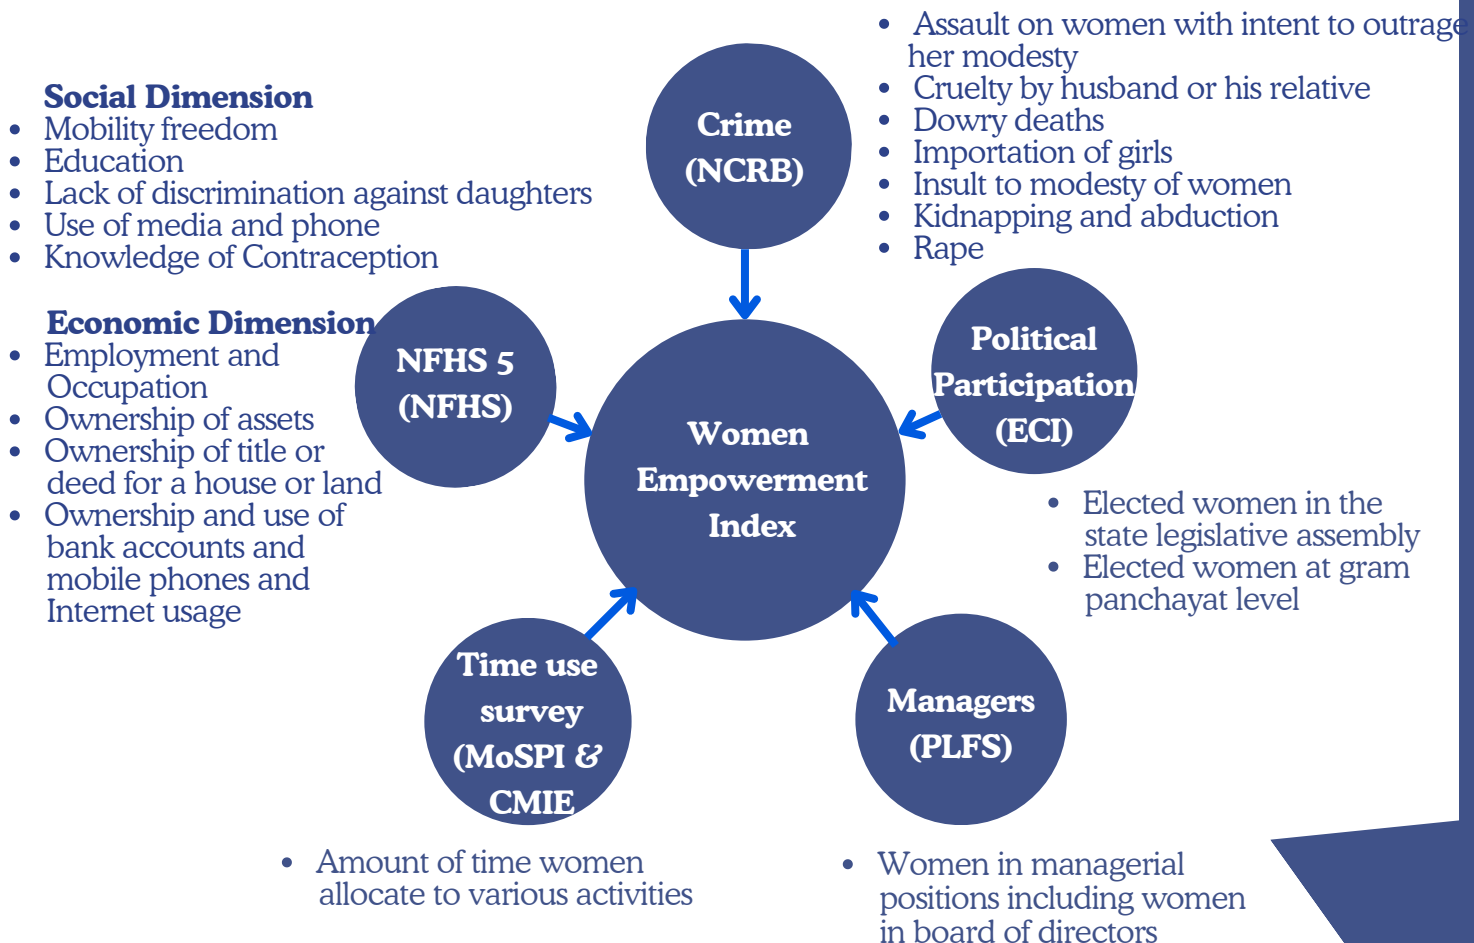 Social Dimension
• Mobility freedom
• Education
• Lack of discrimination against daughters
• Use of media and phone
• Knowledge of Contraception
Economic Dimension
• Employment and
Occupation
• Ownership of assets
• Ownership of title or
deed for a house or land
• Ownership and use of
bank accounts and
mobile phones and
Internet usage
NFHS 5
(NFHS)
Crime
(NCRB)
• Assault on women with intent to outrage
her modesty
• Cruelty by husband or his relative
• Dowry deaths
• Importation of girls
• Insult to modesty of women
• Kidnapping and abduction
• Rape
Women
Empowerment
Index
Political
Participation
(ECI)
• Elected women in the
state legislative assembly
• Elected women at gram
panchayat level
Time use
survey
(MoSPI &
CMIE
• Amount of time women
allocate to various activities
Managers
(PLFS)
• Women in managerial
positions including women
in board of directors